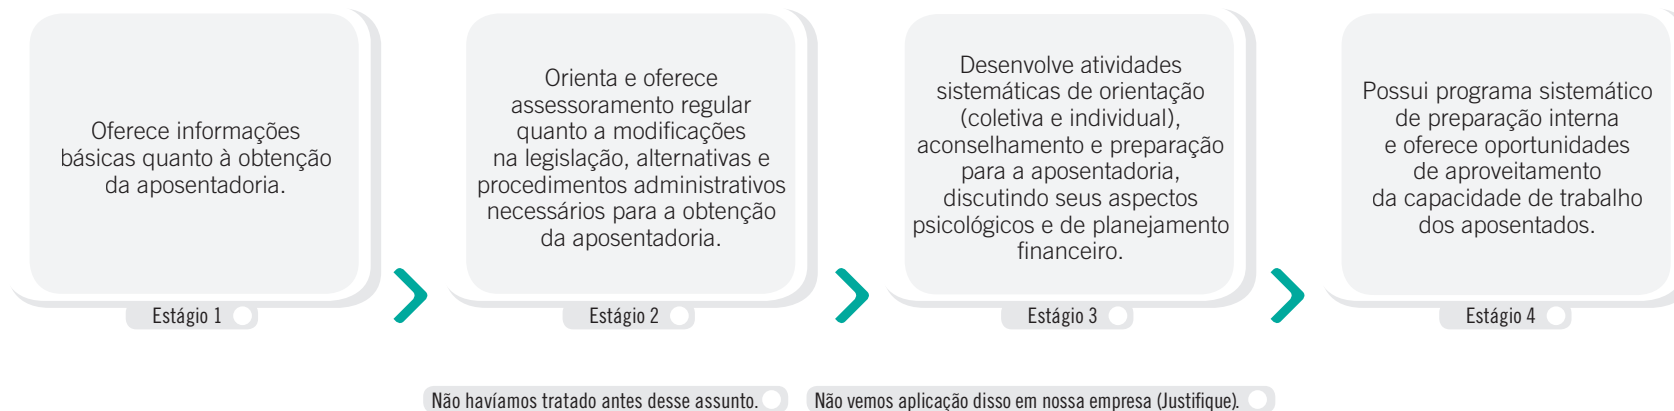 Oferece informações
básicas quanto à obtenção
da aposentadoria.
Estágio 1
Orienta e oferece
assessoramento regular
quanto a modificações
na legislação, alternativas e
procedimentos administrativos
necessários para a obtenção
da aposentadoria.
Estágio 2
Desenvolve atividades
sistemáticas de orientação
(coletiva e individual),
aconselhamento e preparação
para a aposentadoria,
discutindo seus aspectos
psicológicos e de planejamento
financeiro.
Estágio 3
Possui programa sistemático
de preparação interna
e oferece oportunidades
de aproveitamento
da capacidade de trabalho
dos aposentados.
Estágio 4
Não havíamos tratado antes desse assunto.
Não vemos aplicação disso em nossa empresa (Justifique).